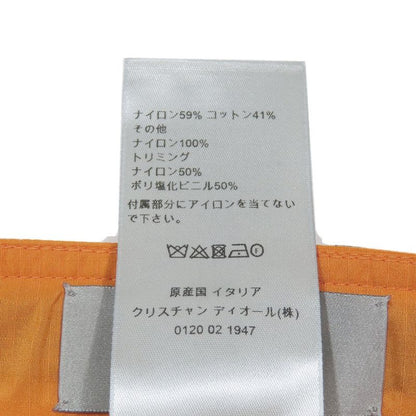 ナイロン59% コットン41%
その他
ナイロン100%
トリミング
ナイロン50%
ポリ塩化ビニル50%
付属部分にアイロンを当てない
で下さい。
原産国 イタリア
クリスチャン ディオール(株)
0120 02 1947